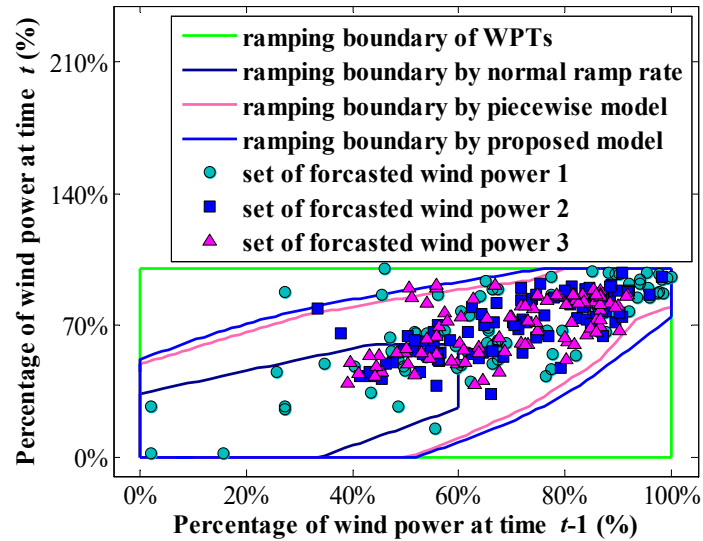 ramping boundary of WPTs
ramping boundary by normal ramp rate
ramping boundary by piecewise model
ramping boundary by proposed model
set of forcasted wind power 1
set of forcasted wind power 2
set of forcasted wind power 3
Percentage of wind power at time t (%)
210%
140%
70%
0%
0% 20% 40% 60% 80% 100%
Percentage of wind power at time t-1 (%)